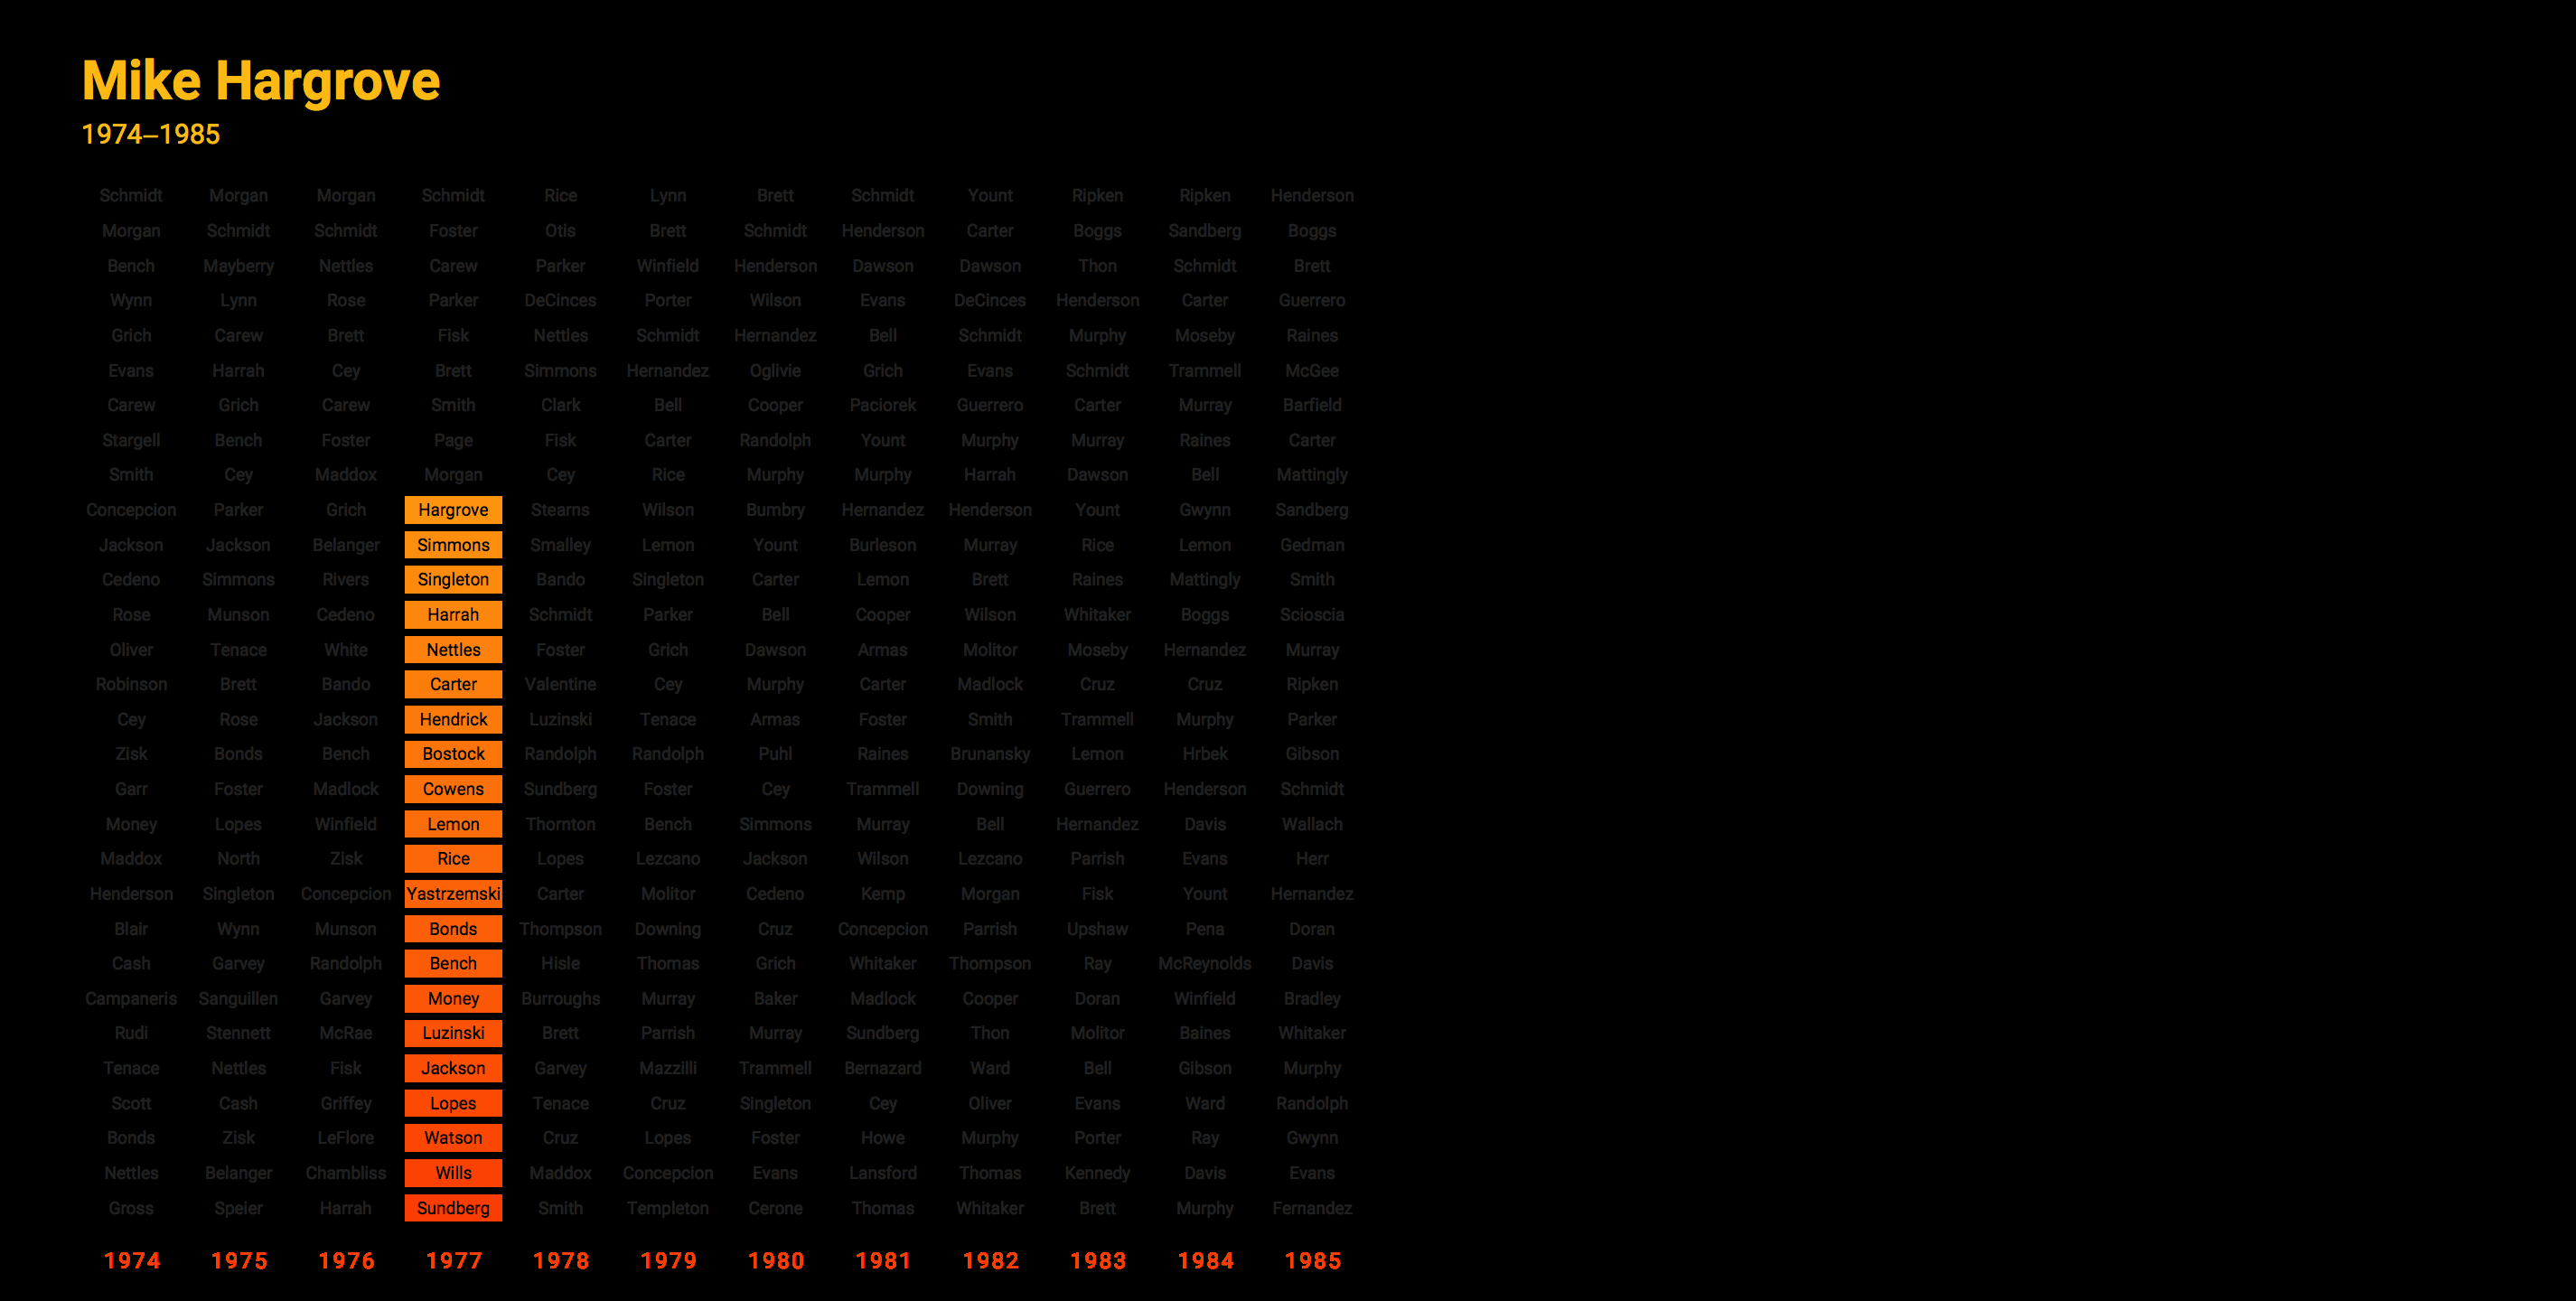 Mike Hargrove
1974–1985
Schmidt Morgan Morgan Schmidt Rice Lynn Brett Schmidt Yount Ripken Ripken Henderson
Morgan Schmidt Schmidt Foster Otis Brett Schmidt Henderson Carter Boggs Sandberg Boggs
Bench Mayberry Nettles Carew Parker Winfield Henderson Dawson Dawson Thon Schmidt Brett
Wynn Lynn Rose Parker DeCinces Porter Wilson Evans DeCinces Henderson Carter Guerrero
Grich Carew Brett Fisk Nettles Schmidt Hernandez Bell Schmidt Murphy Moseby Raines
Evans Harrah Cey Brett Simmons Hernandez Oglivie Grich Evans Schmidt Trammell McGee
Carew Grich Carew Smith Clark Bell Cooper Paciorek Guerrero Carter Murray Barfield
Stargell Bench Foster Page Fisk Carter Randolph Yount Murphy Murray Raines Carter
Smith Cey Maddox Morgan Cey Rice Murphy Murphy Harrah Dawson Bell Mattingly
Concepcion Parker Grich Hargrove Stearns Wilson Bumbry Hernandez Henderson Yount Gwynn Sandberg
Jackson Jackson Belanger Simmons Smalley Lemon Yount Burleson Murray Rice Lemon Gedman
Cedeno Simmons Rivers Singleton Bando Singleton Carter Lemon Brett Raines Mattingly Smith
Rose Munson Cedeno Harrah Schmidt Parker Bell Cooper Wilson Whitaker Boggs Scioscia
Oliver Tenace White Nettles Foster Grich Dawson Armas Molitor Moseby Hernandez Murray
Robinson Brett Bando Carter Valentine Cey Murphy Carter Madlock Cruz Cruz Ripken
Cey Rose Jackson Hendrick Luzinski Tenace Armas Foster Smith Trammell Murphy Parker
Zisk Bonds Bench Bostock Randolph Randolph Puhl Raines Brunansky Lemon Hrbek Gibson
Garr Foster Madlock Cowens Sundberg Foster Cey Trammell Downing Guerrero Henderson Schmidt
Money Lopes Winfield Lemon Thornton Bench Simmons Murray Bell Hernandez Davis Wallach
Maddox North Zisk Rice Lopes Lezcano Jackson Wilson Lezcano Parrish Evans Herr
Henderson Singleton Concepcion Yastrzemski Carter Molitor Cedeno Kemp Morgan Fisk Yount Hernandez
Blair Wynn Munson Bonds Thompson Downing Cruz Concepcion Parrish Upshaw Pena Doran
Cash Garvey Randolph Bench Hisle Thomas Grich Whitaker Thompson Ray McReynolds Davis
Campaneris Sanguillen Garvey Money Burroughs Murray Baker Madlock Cooper Doran Winfield Bradley
Rudi Stennett McRae Luzinski Brett Parrish Murray Sundberg Thon Molitor Baines Whitaker
Tenace Nettles Fisk Jackson Garvey Mazzilli Trammell Bernazard Ward Bell Gibson Murphy
Scott Cash Griffey Lopes Tenace Cruz Singleton Cey Oliver Evans Ward Randolph
Bonds Zisk LeFlore Watson Cruz Lopes Foster Howe Murphy Porter Ray Gwynn
Nettles Belanger Chambliss Wills Maddox Concepcion Evans Lansford Thomas Kennedy Davis Evans
Gross Speier Harrah Sundberg Smith Templeton Cerone Thomas Whitaker Brett Murphy Fernandez
1974 1975 1976 1977 1978 1979 1980 1981 1982 1983 1984 1985